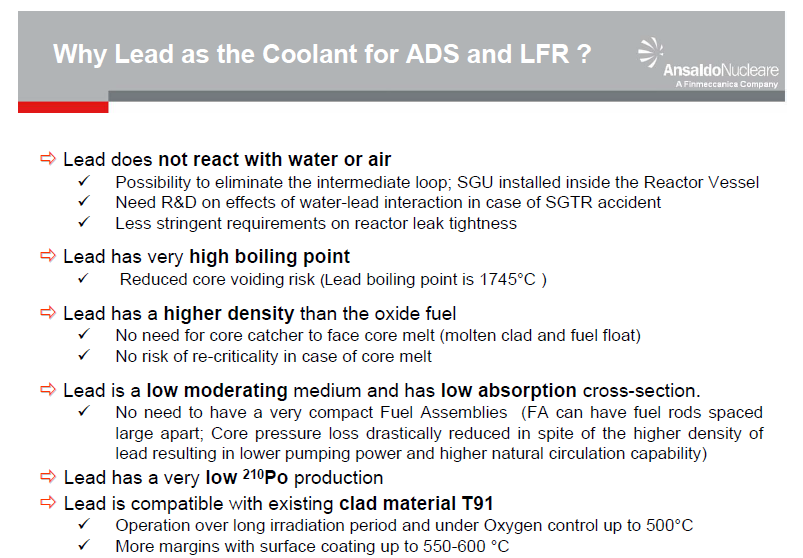 Why Lead as the Coolant for ADS and LFR ?
AnsaldoNucleare
A Finmeccanica Company
⇨ Lead does not react with water or air
✓ Possibility to eliminate the intermediate loop; SGU installed inside the Reactor Vessel
✓ Need R&D on effects of water-lead interaction in case of SGTR accident
✓ Less stringent requirements on reactor leak tightness
⇨ Lead has very high boiling point
✓ Reduced core voiding risk (Lead boiling point is 1745°C )
⇨ Lead has a higher density than the oxide fuel
✓ No need for core catcher to face core melt (molten clad and fuel float)
✓ No risk of re-criticality in case of core melt
⇨ Lead is a low moderating medium and has low absorption cross-section.
✓ No need to have a very compact Fuel Assemblies (FA can have fuel rods spaced
large apart; Core pressure loss drastically reduced in spite of the higher density of
lead resulting in lower pumping power and higher natural circulation capability)
⇨ Lead has a very low ²¹⁰Po production
⇨ Lead is compatible with existing clad material T91
✓ Operation over long irradiation period and under Oxygen control up to 500°C
✓ More margins with surface coating up to 550-600 °C